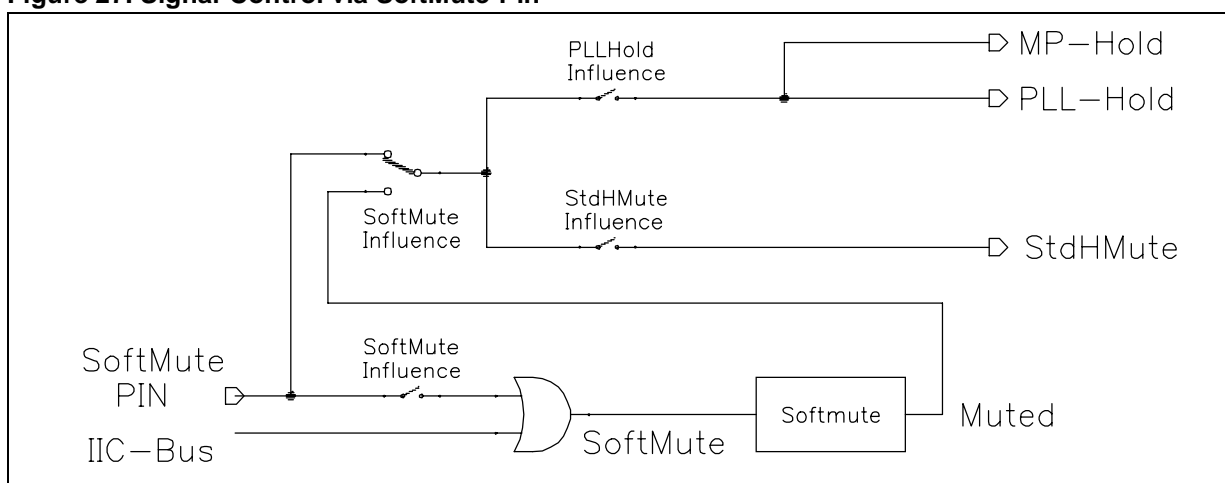 Figure 27. Signal Control via SoftMute Pin
PLLHold
Influence
MP-Hold
PLL-Hold
SoftMute
Influence
StdHMute
Influence
StdHMute
SoftMute
PIN
SoftMute
Influence
IIC-Bus
SoftMute
Softmute
Muted